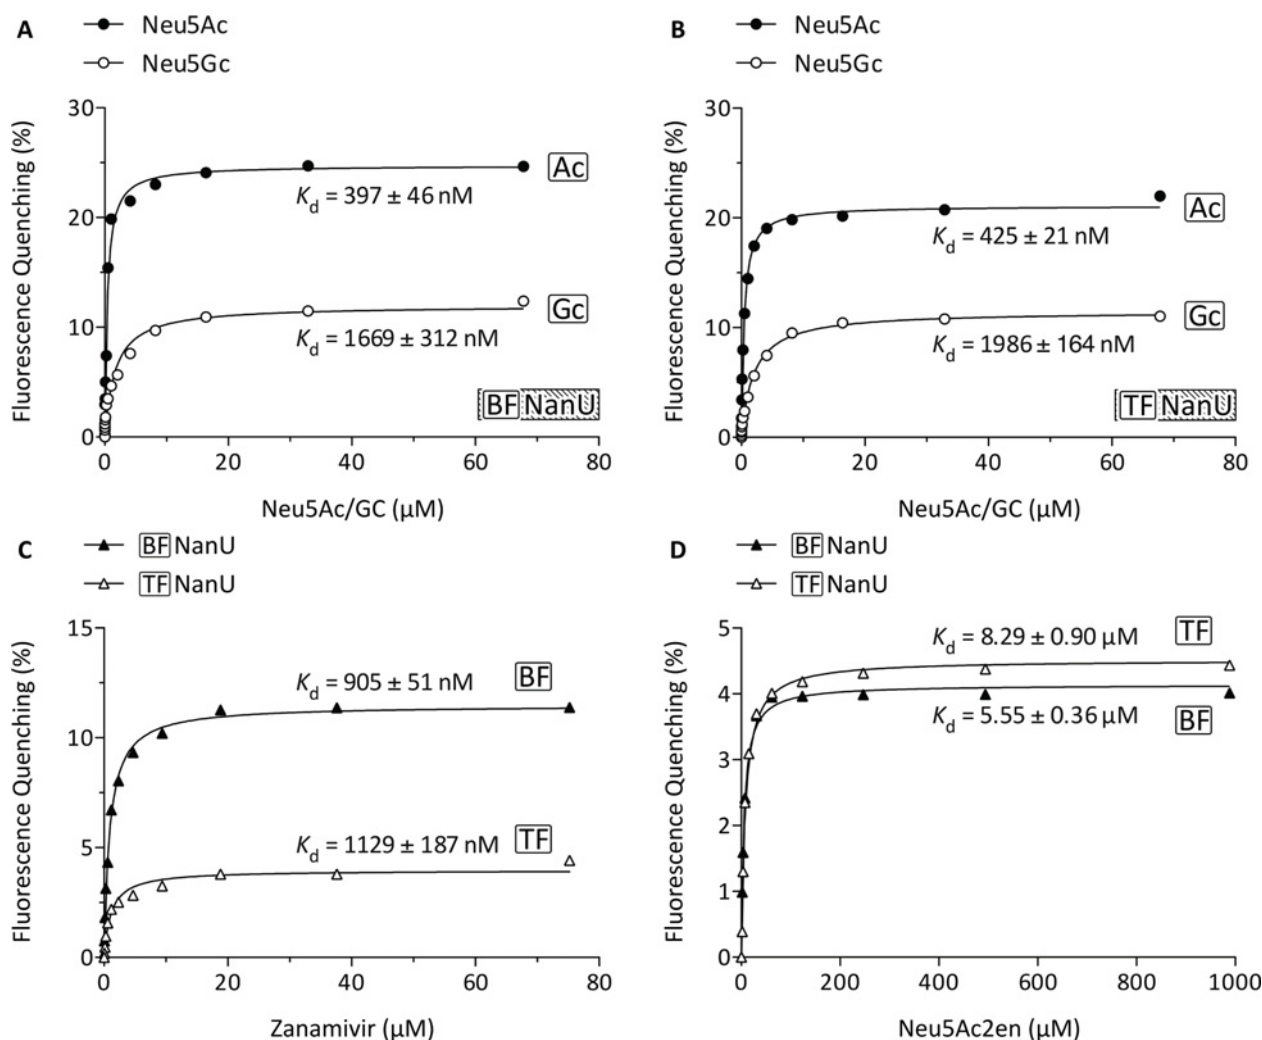 A
Neu5Ac
Neu5Gc
30
20
10
0
Fluorescence Quenching (%)
Ac
K_d = 397 ± 46 nM
Gc
K_d = 1669 ± 312 nM
BF NanU
0 20 40 60 80
Neu5Ac/GC (μM)
B
Neu5Ac
Neu5Gc
30
20
10
0
Fluorescence Quenching (%)
Ac
K_d = 425 ± 21 nM
Gc
K_d = 1986 ± 164 nM
TF NanU
0 20 40 60 80
Neu5Ac/GC (μM)
C
BF NanU
TF NanU
15
10
5
0
Fluorescence Quenching (%)
K_d = 905 ± 51 nM
BF
K_d = 1129 ± 187 nM
TF
0 20 40 60 80
Zanamivir (μM)
D
BF NanU
TF NanU
5
4
3
2
1
0
Fluorescence Quenching (%)
K_d = 8.29 ± 0.90 μM
TF
K_d = 5.55 ± 0.36 μM
BF
0 200 400 600 800 1000
Neu5Ac2en (μM)